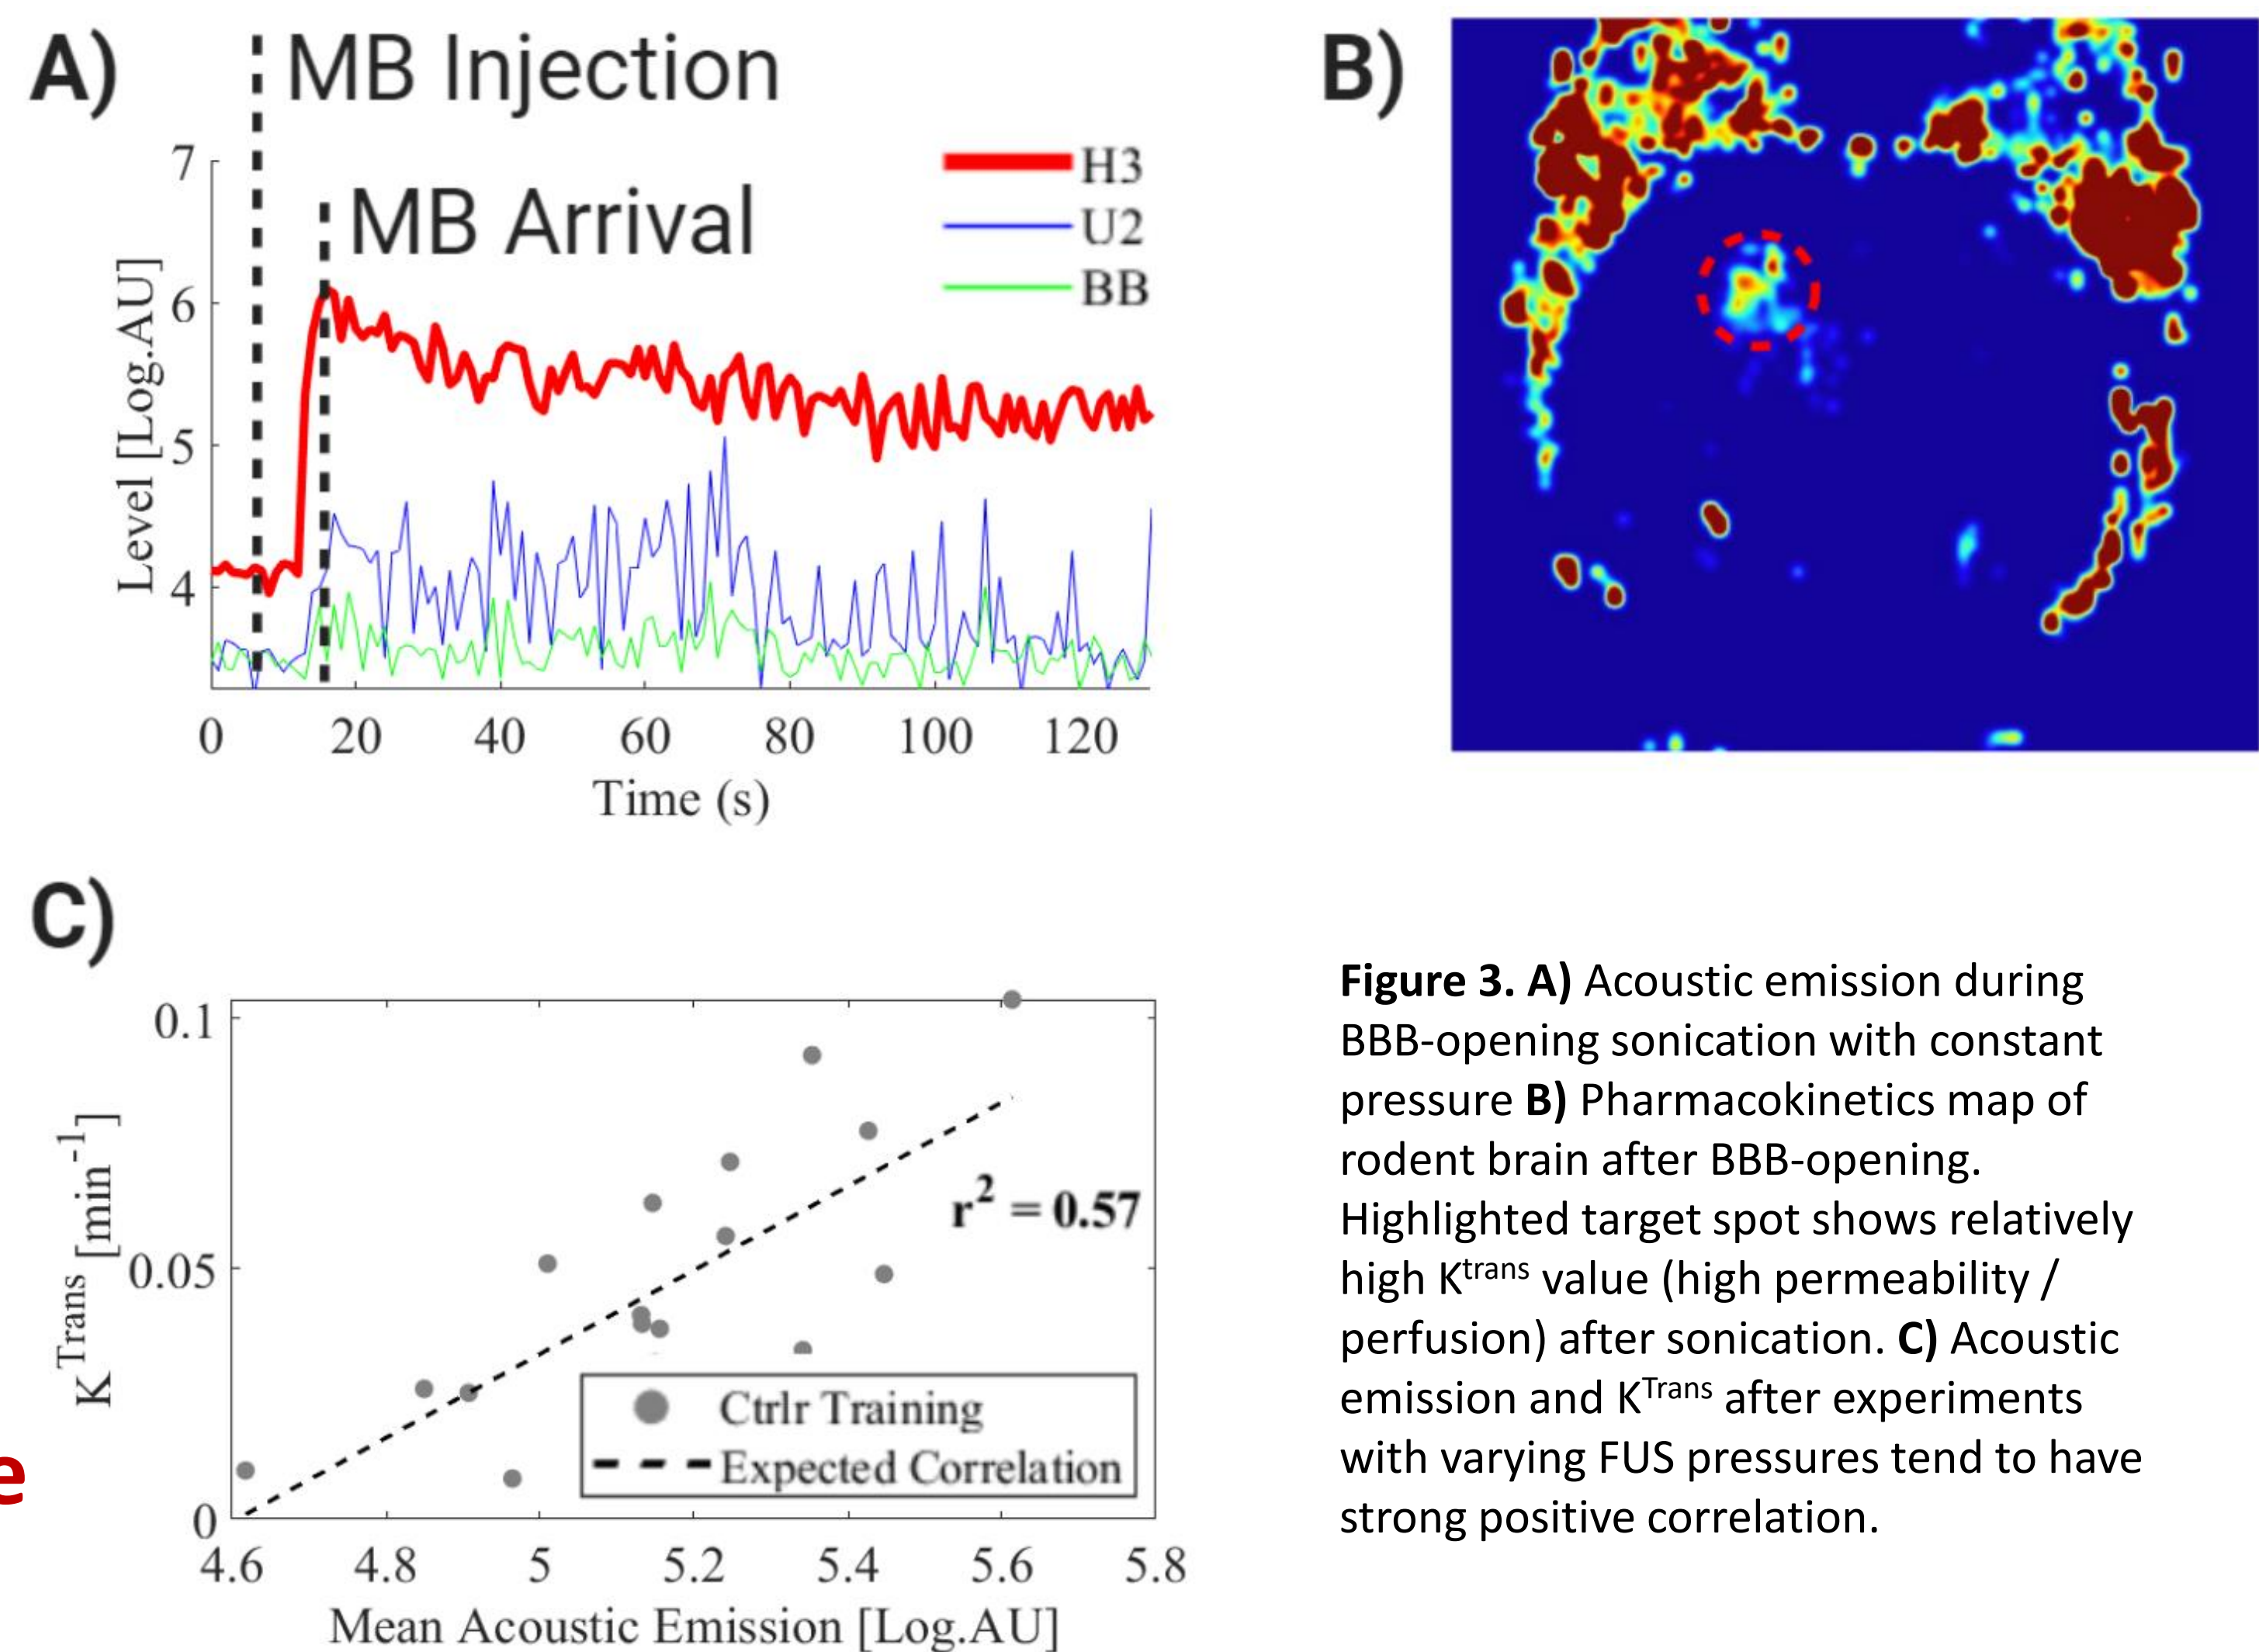 A)
MB Injection
MB Arrival
H3
U2
BB
7
6
5
4
Level [Log.AU]
0 20 40 60 80 100 120
Time (s)
B)
C)
0.1
0.05
0
K^Trans [min^-1]
r^2 = 0.57
Ctrlr Training
Expected Correlation
4.6 4.8 5 5.2 5.4 5.6 5.8
Mean Acoustic Emission [Log.AU]
e
Figure 3. A) Acoustic emission during
BBB-opening sonication with constant
pressure B) Pharmacokinetics map of
rodent brain after BBB-opening.
Highlighted target spot shows relatively
high K^trans value (high permeability /
perfusion) after sonication. C) Acoustic
emission and K^Trans after experiments
with varying FUS pressures tend to have
strong positive correlation.